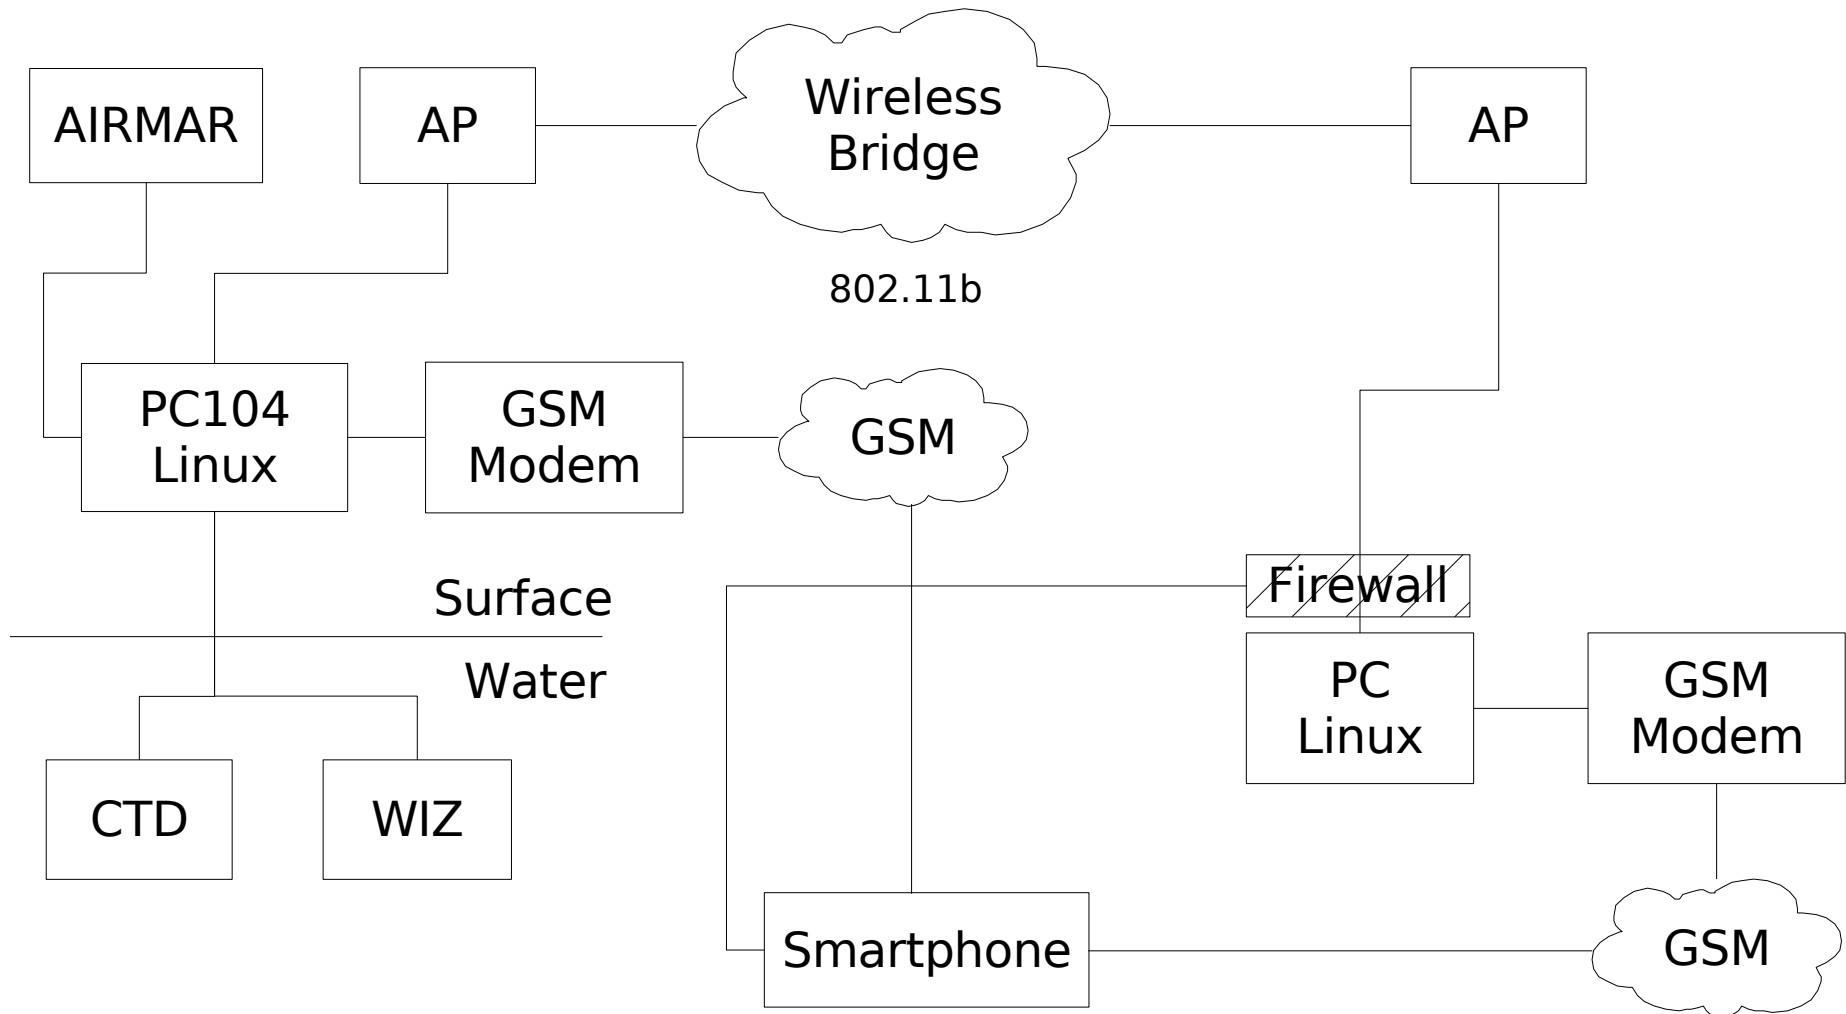 AIRMAR
AP
Wireless
Bridge
AP
802.11b
PC104
Linux
GSM
Modem
GSM
Surface
Firewall
Water
PC
Linux
GSM
Modem
CTD
WIZ
Smartphone
GSM